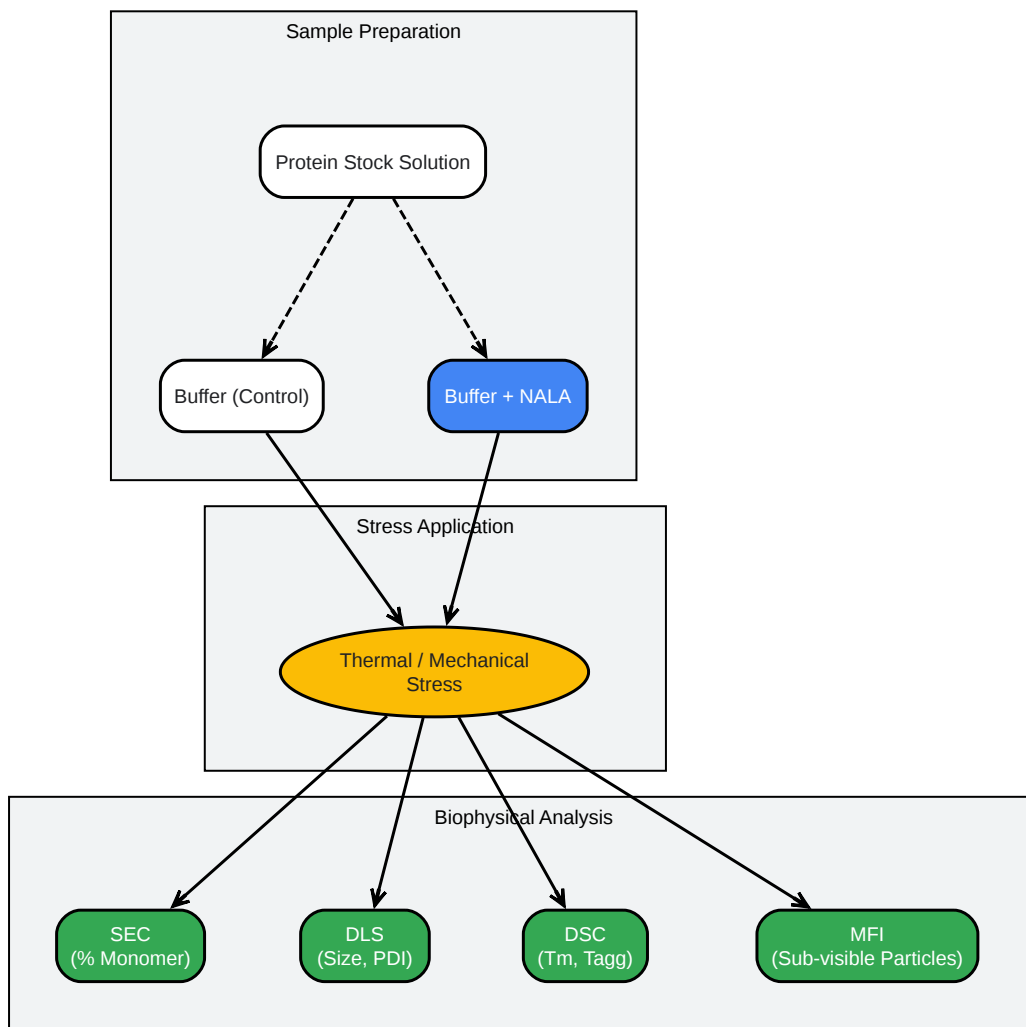 Sample Preparation
Protein Stock Solution
Buffer (Control)
Buffer + NALA
Stress Application
Thermal / Mechanical
Stress
Biophysical Analysis
SEC
(% Monomer)
DLS
(Size, PDI)
DSC
(Tm, Tagg)
MFI
(Sub-visible Particles)